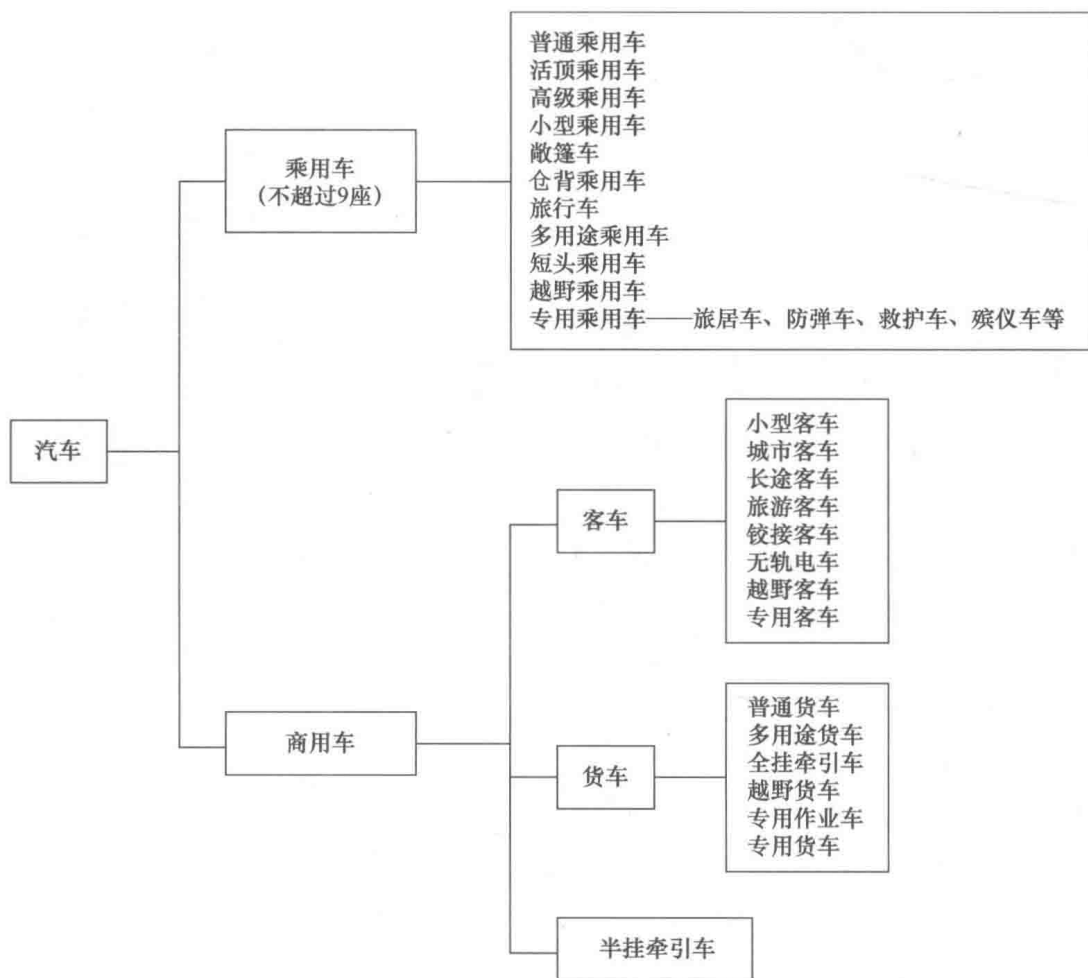 汽车
乘用车
(不超过9座)
普通乘用车
活顶乘用车
高级乘用车
小型乘用车
敞篷车
仓背乘用车
旅行车
多用途乘用车
短头乘用车
越野乘用车
专用乘用车——旅居车、防弹车、救护车、殡仪车等
商用车
客车
小型客车
城市客车
长途客车
旅游客车
铰接客车
无轨电车
越野客车
专用客车
货车
普通货车
多用途货车
全挂牵引车
越野货车
专用作业车
专用货车
半挂牵引车